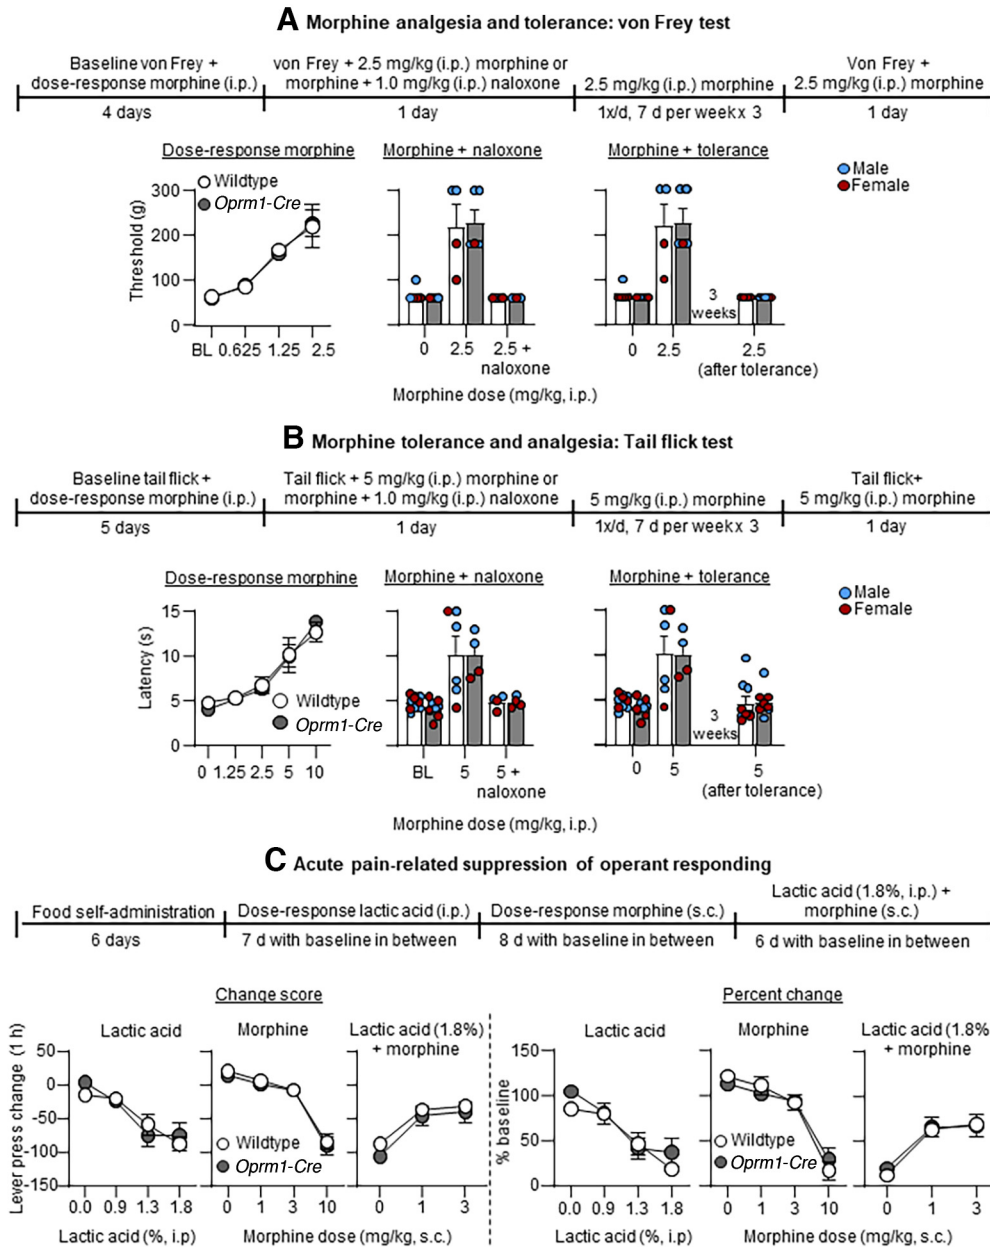 A Morphine analgesia and tolerance: von Frey test
Baseline von Frey +
dose-response morphine (i.p.)
4 days
von Frey + 2.5 mg/kg (i.p.) morphine or
morphine + 1.0 mg/kg (i.p.) naloxone
1 day
2.5 mg/kg (i.p.) morphine
1x/d, 7 d per week x 3
Von Frey +
2.5 mg/kg (i.p.) morphine
1 day
Dose-response morphine
Wildtype
Oprm1-Cre
Threshold (g)
300
200
100
0
BL 0.625 1.25 2.5
Morphine + naloxone
0 2.5 2.5 +
naloxone
Morphine + tolerance
3
weeks
0 2.5 2.5
(after tolerance)
Male
Female
Morphine dose (mg/kg, i.p.)
B Morphine tolerance and analgesia: Tail flick test
Baseline tail flick +
dose-response morphine (i.p.)
5 days
Tail flick + 5 mg/kg (i.p.) morphine or
morphine + 1.0 mg/kg (i.p.) naloxone
1 day
5 mg/kg (i.p.) morphine
1x/d, 7 d per week x 3
Tail flick+
5 mg/kg (i.p.) morphine
1 day
Dose-response morphine
Latency (s)
15
10
5
0
Wildtype
Oprm1-Cre
0 1.25 2.5 5 10
Morphine + naloxone
BL 5 5 +
naloxone
Morphine + tolerance
3
weeks
0 5 5
(after tolerance)
Male
Female
Morphine dose (mg/kg, i.p.)
C Acute pain-related suppression of operant responding
Food self-administration
6 days
Dose-response lactic acid (i.p.)
7 d with baseline in between
Dose-response morphine (s.c.)
8 d with baseline in between
Lactic acid (1.8%, i.p.) +
morphine (s.c.)
6 d with baseline in between
Change score
Lever press change (1 h)
Lactic acid
50
0
-50
-100
-150
0.0 0.9 1.3 1.8
Lactic acid (%, i.p)
Morphine
Wildtype
Oprm1-Cre
0 1 3 10
Lactic acid (1.8%)
+ morphine
0 1 3
Morphine dose (mg/kg, s.c.)
Percent change
% baseline
Lactic acid
150
100
50
0
0.0 0.9 1.3 1.8
Lactic acid (%, i.p)
Morphine
Wildtype
Oprm1-Cre
0 1 3 10
Lactic acid (1.8%
+ morphine
0 1 3
Morphine dose (mg/kg, s.c.)